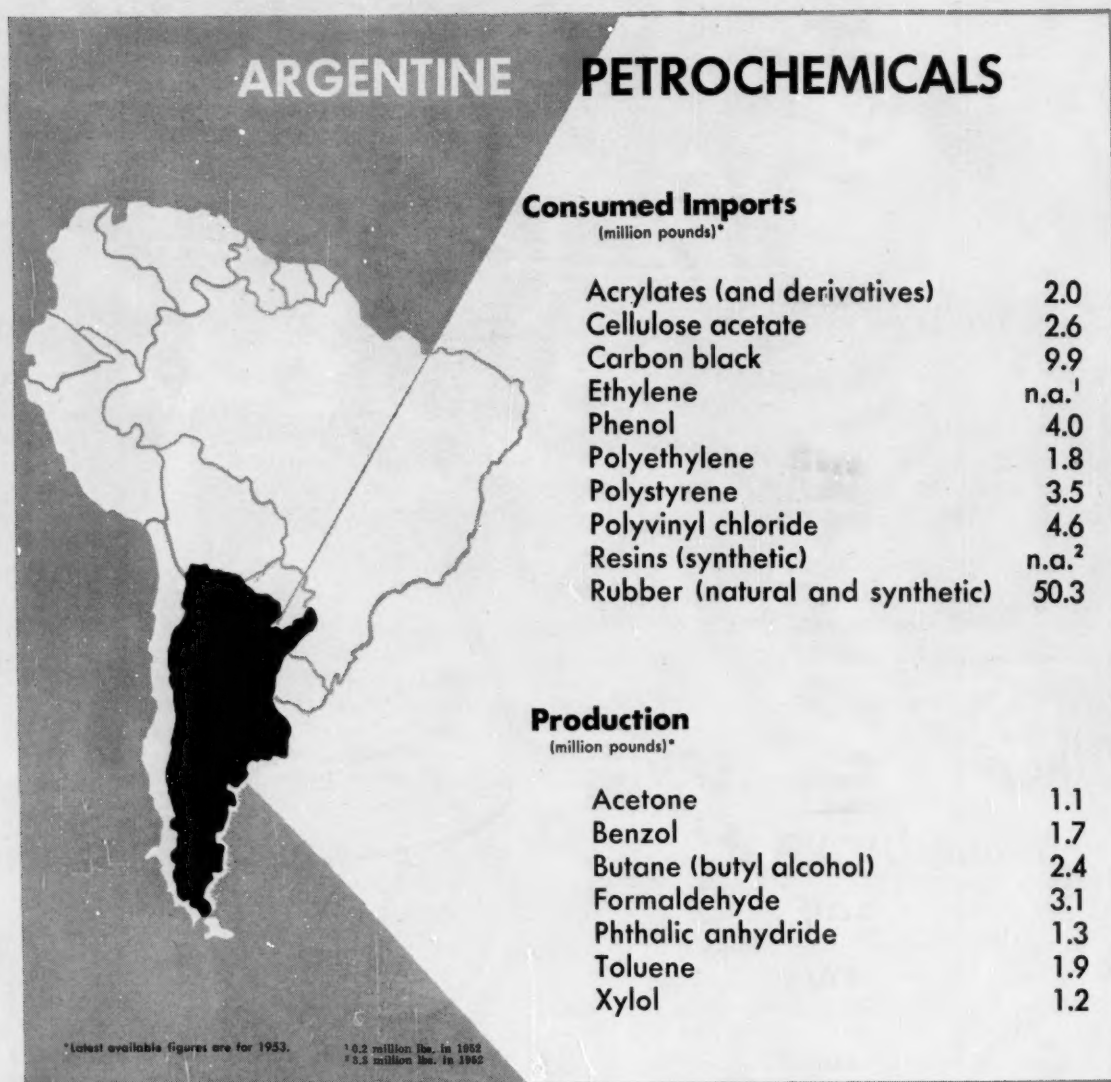 ARGENTINE PETROCHEMICALS
Consumed Imports
(million pounds)*
Acrylates (and derivatives) 2.0
Cellulose acetate 2.6
Carbon black 9.9
Ethylene n.a.¹
Phenol 4.0
Polyethylene 1.8
Polystyrene 3.5
Polyvinyl chloride 4.6
Resins (synthetic) n.a.²
Rubber (natural and synthetic) 50.3
Production
(million pounds)*
Acetone 1.1
Benzol 1.7
Butane (butyl alcohol) 2.4
Formaldehyde 3.1
Phthalic anhydride 1.3
Toluene 1.9
Xylol 1.2
*Latest available figures are for 1953.
¹ 0.2 million lbs. in 1952
² 3.3 million lbs. in 1952